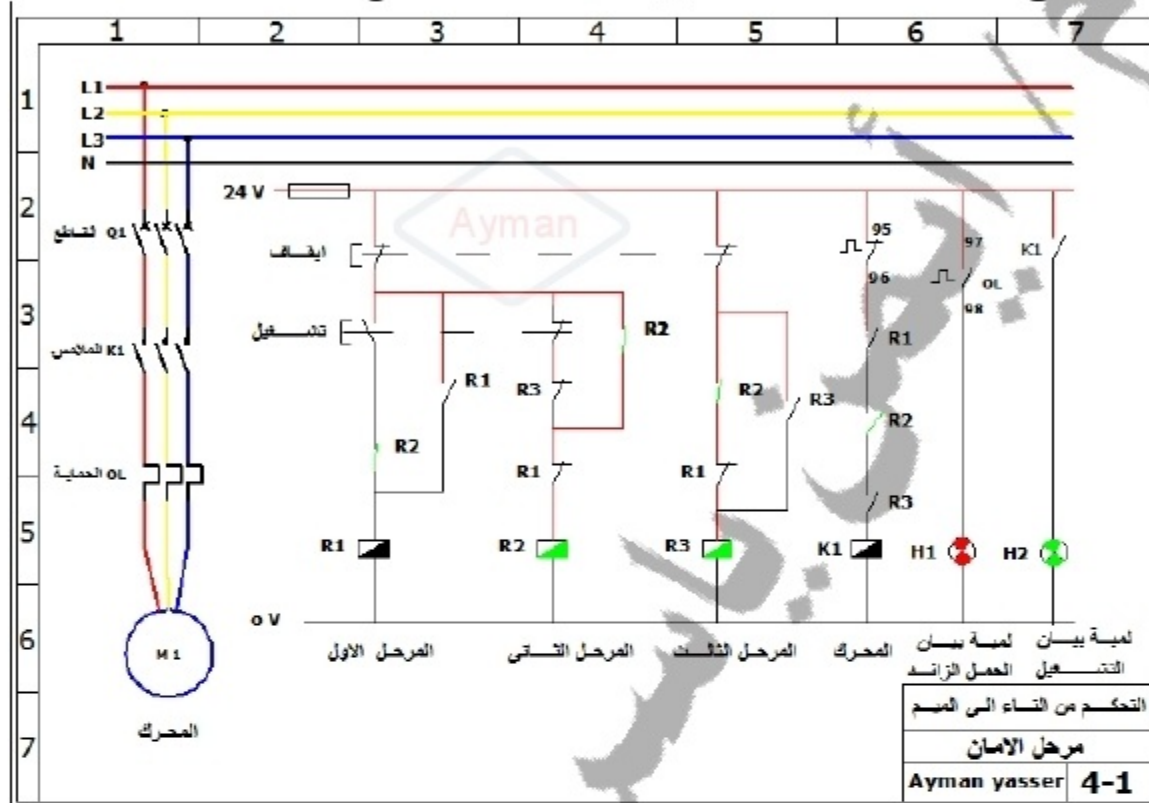 1 2 3 4 5 6 7
1
2
3
4
5
6
7
L1
L2
L3
N
24 V
Ayman
القاطع Q1
ايقاف
95
96
97
98
OL
K1
الملامس K1
تشغيل
R1
R2
R3
R2
R1
R2
R3
R1
R2
R3
R1
الحماية OL
R1
R2
R3
K1
H1
H2
o V
M 1
المحرك
المرحل الاول
المرحل الثاني
المرحل الثالث
المحرك
لمبة بيان
الحمل الزائد
لمبة بيان
التشغيل
التحكم من التاء الى الميم
مرحل الامان
Ayman yasser 4-1